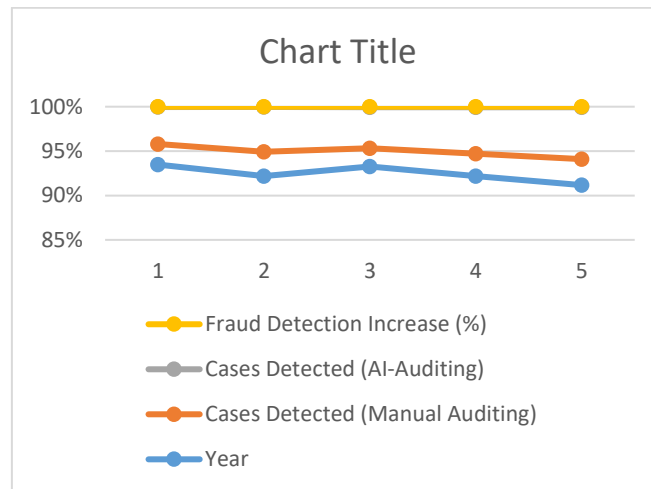 Chart Title
100%
95%
90%
85%
1 2 3 4 5
Fraud Detection Increase (%)
Cases Detected (AI-Auditing)
Cases Detected (Manual Auditing)
Year